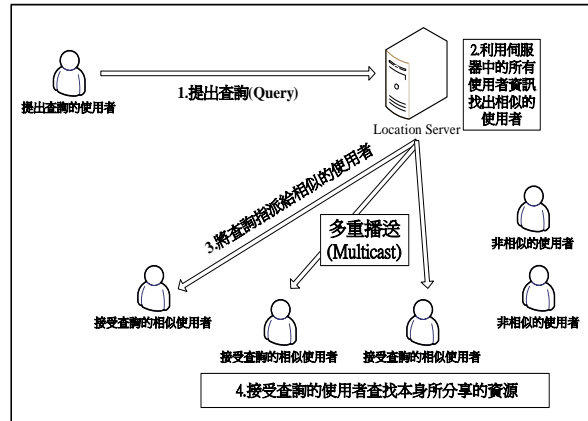 提出查詢的使用者
1.提出查詢(Query)
Location Server
2.利用伺服
器中的所有
使用者資訊
找出相似的
使用者
3.將查詢指派給相似的使用者
多重播送
(Multicast)
非相似的使用者
非相似的使用者
接受查詢的相似使用者
接受查詢的相似使用者
接受查詢的相似使用者
4.接受查詢的使用者查找本身所分享的資源